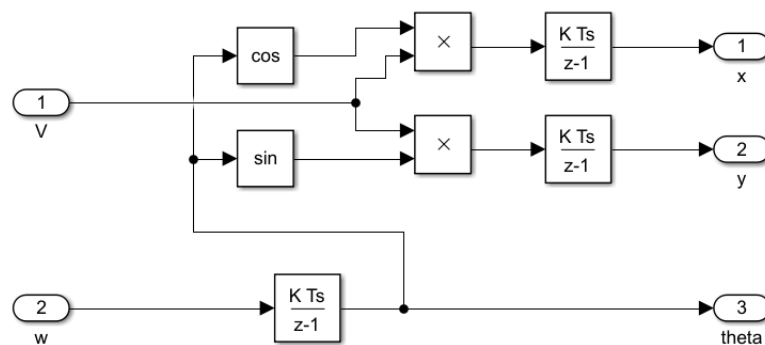 cos
×
K Ts
z-1
1
x
1
V
sin
×
K Ts
z-1
2
y
2
w
K Ts
z-1
3
theta